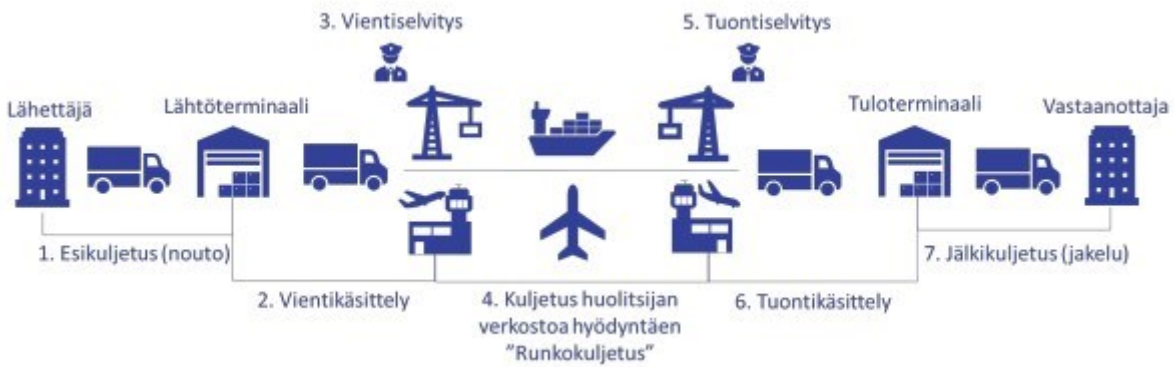 3. Vientiselvitys
5. Tuontiselvitys
Lähettäjä
Lähtöterminaali
Tuloterminaali
Vastaanottaja
1. Esikuljetus (nouto)
7. Jälkikuljetus (jakelu)
2. Vientikäsittely
4. Kuljetus huolitsijan
verkostoa hyödyntäen
”Runkokuljetus”
6. Tuontikäsittely